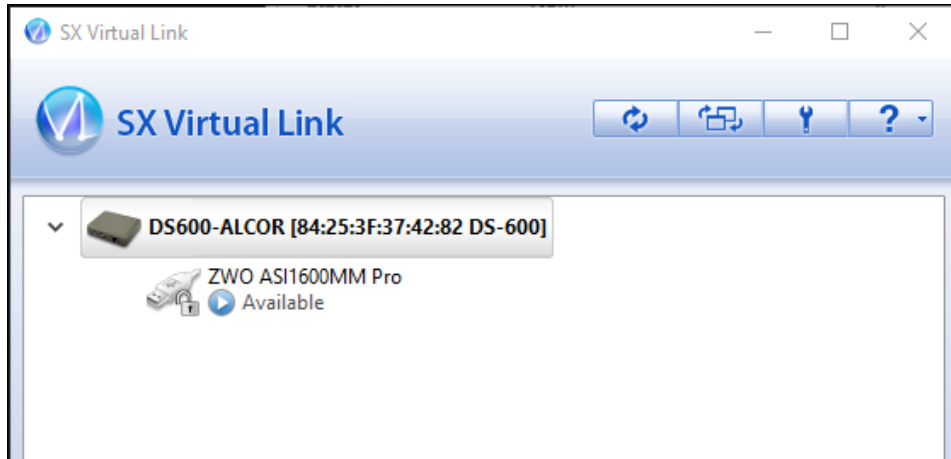 SX Virtual Link
SX Virtual Link
?
DS600-ALCOR [84:25:3F:37:42:82 DS-600]
ZWO ASI1600MM Pro
Available